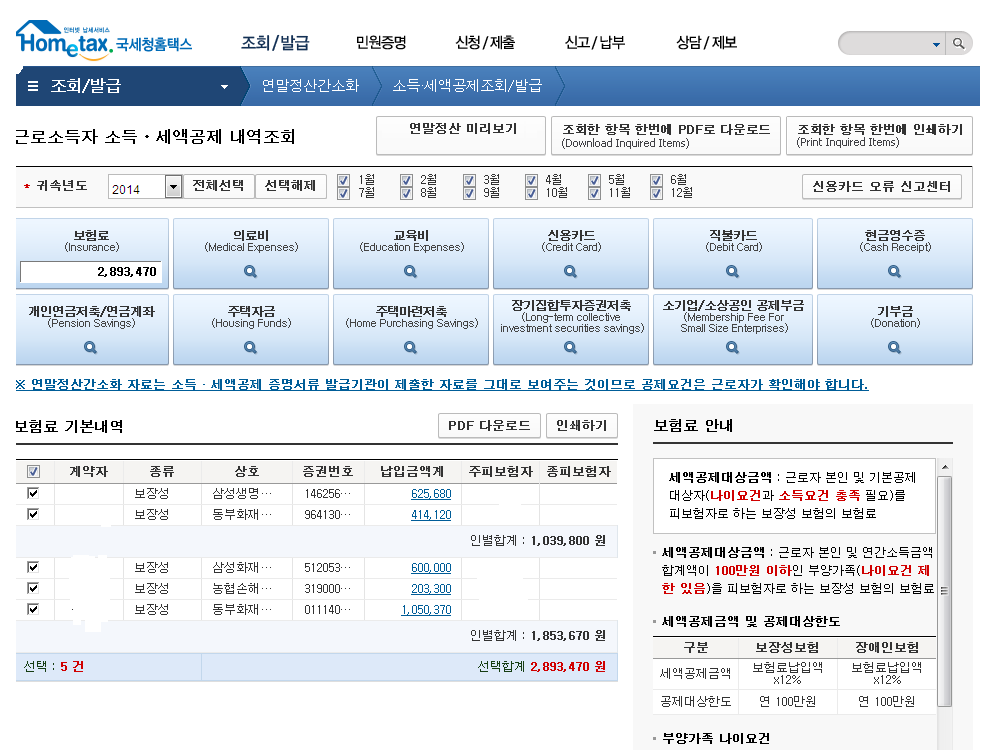 인터넷 납세서비스
Hometax. 국세청홈택스
조회/발급 민원증명 신청/제출 신고/납부 상담/제보
조회/발급 연말정산간소화 소득·세액공제조회/발급
근로소득자 소득·세액공제 내역조회
연말정산 미리보기
조회한 항목 한번에 PDF로 다운로드
(Download Inquired Items)
조회한 항목 한번에 인쇄하기
(Print Inquired Items)
* 귀속년도 2014 전체선택 선택해제
1월 2월 3월 4월 5월 6월
7월 8월 9월 10월 11월 12월
신용카드 오류 신고센터
보험료
(Insurance)
2,893,470
의료비
(Medical Expenses)
교육비
(Education Expenses)
신용카드
(Credit Card)
직불카드
(Debit Card)
현금영수증
(Cash Receipt)
개인연금저축/연금계좌
(Pension Savings)
주택자금
(Housing Funds)
주택마련저축
(Home Purchasing Savings)
장기집합투자증권저축
(Long-term collective
investment securities savings)
소기업/소상공인 공제부금
(Membership Fee For
Small Size Enterprises)
기부금
(Donation)
※ 연말정산간소화 자료는 소득·세액공제 증명서류 발급기관이 제출한 자료를 그대로 보여주는 것이므로 공제요건은 근로자가 확인해야 합니다.
보험료 기본내역
PDF 다운로드 인쇄하기
계약자 종류 상호 증권번호 납입금액계 주피보험자 종피보험자
보장성 삼성생명… 146256… 625,680
보장성 동부화재… 964130… 414,120
인별합계 : 1,039,800 원
보장성 삼성화재… 512053… 600,000
보장성 농협손해… 319000… 203,300
보장성 동부화재… 011140… 1,050,370
인별합계 : 1,853,670 원
선택 : 5 건 선택합계 2,893,470 원
보험료 안내
세액공제대상금액 : 근로자 본인 및 기본공제
대상자(나이요건과 소득요건 충족 필요)를
피보험자로 하는 보장성 보험의 보험료
· 세액공제대상금액 : 근로자 본인 및 연간소득금액
합계액이 100만원 이하인 부양가족(나이요건 제
한 있음)을 피보험자로 하는 보장성 보험의 보험료
· 세액공제금액 및 공제대상한도
구분 보장성보험 장애인보험
세액공제금액 보험료납입액 x12% 보험료납입액 x12%
공제대상한도 연 100만원 연 100만원
· 부양가족 나이요건